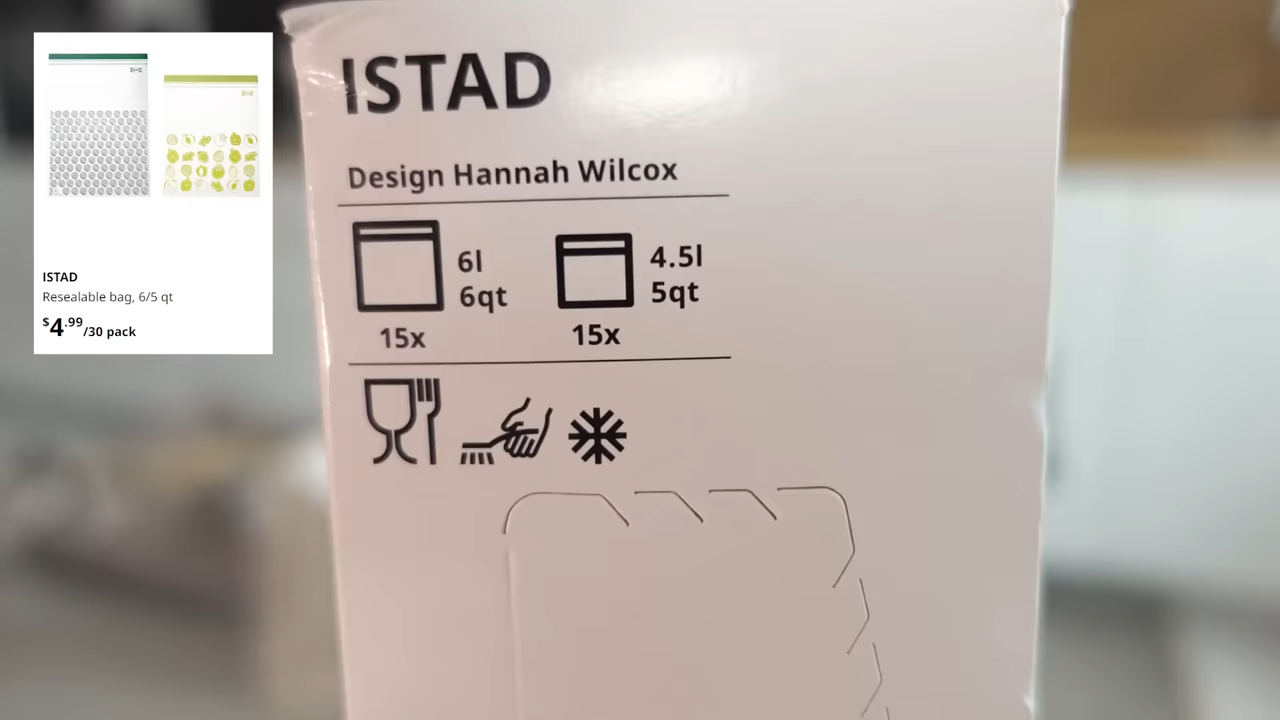 ISTAD
Resealable bag, 6/5 qt
$4.99/30 pack
ISTAD
Design Hannah Wilcox
6l
6qt
15x
4.5l
5qt
15x